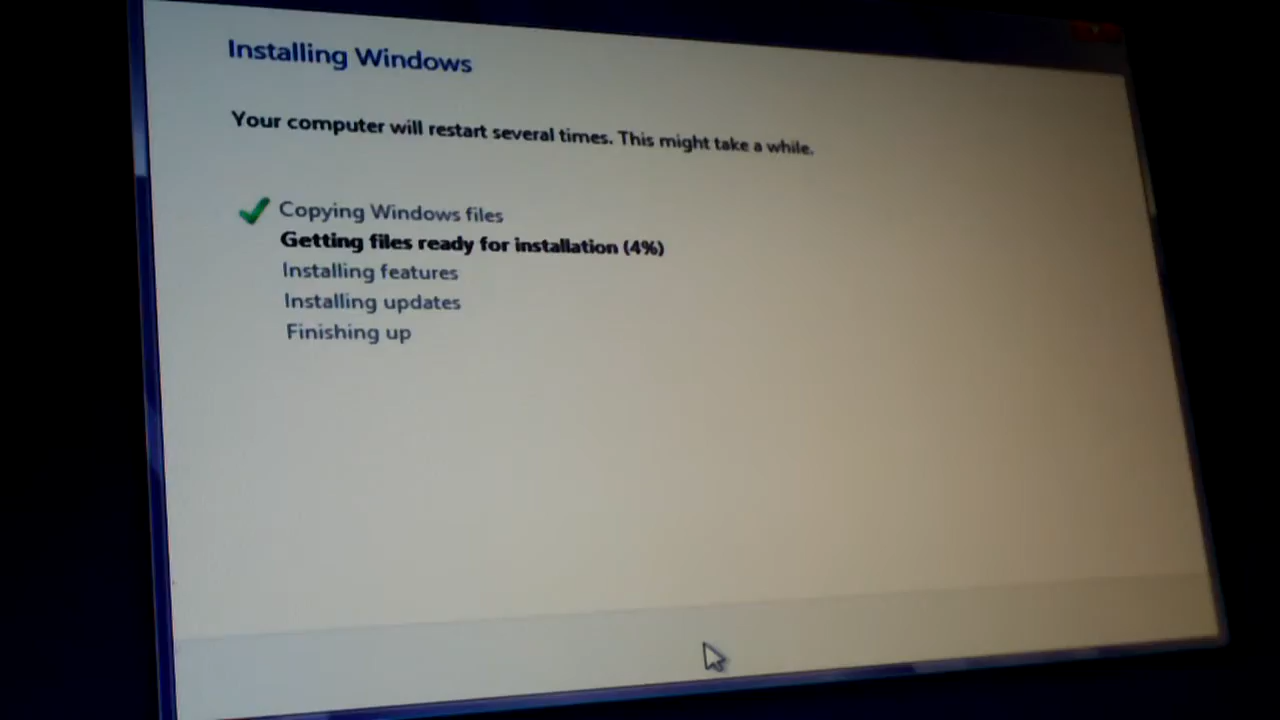 Installing Windows
Your computer will restart several times. This might take a while.
Copying Windows files
Getting files ready for installation (4%)
Installing features
Installing updates
Finishing up